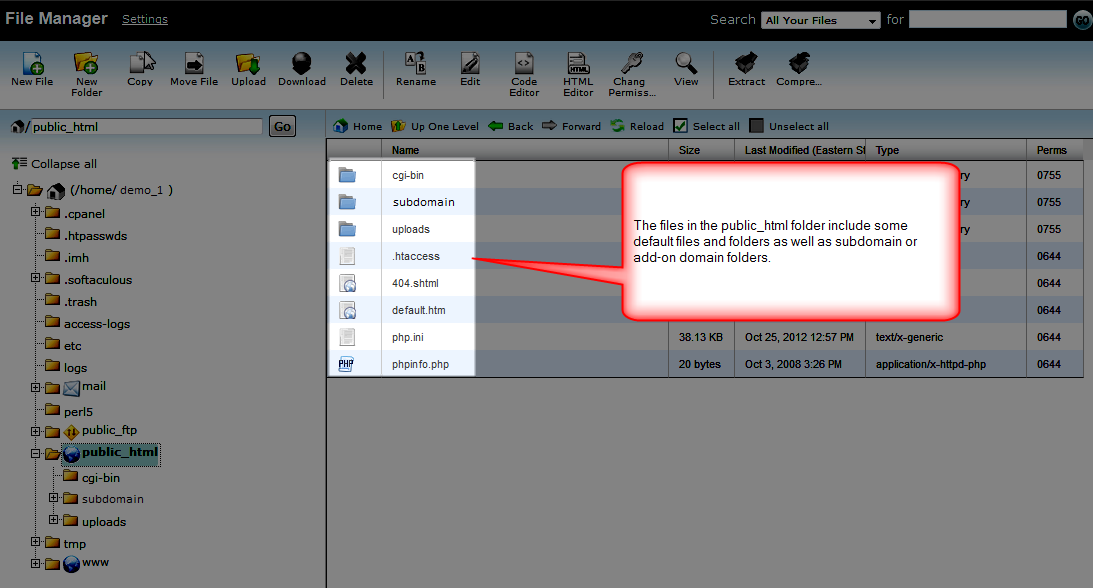 File Manager Settings
Search All Your Files for GO
New File
New Folder
Copy
Move File
Upload
Download
Delete
Rename
Edit
Code Editor
HTML Editor
Chang Permiss...
View
Extract
Compre...
/ public_html Go
Home Up One Level Back Forward Reload Select all Unselect all
Collapse all
(/home/ demo_1 )
.cpanel
.htpasswds
.imh
.softaculous
.trash
access-logs
etc
logs
mail
perl5
public_ftp
public_html
cgi-bin
subdomain
uploads
tmp
www
Name Size Last Modified (Eastern St Type Perms
cgi-bin ry 0755
subdomain ry 0755
uploads ry 0755
.htaccess 0644
404.shtml 0644
default.htm 0644
php.ini 38.13 KB Oct 25, 2012 12:57 PM text/x-generic 0644
PHP phpinfo.php 20 bytes Oct 3, 2008 3:26 PM application/x-httpd-php 0644
The files in the public_html folder include some
default files and folders as well as subdomain or
add-on domain folders.